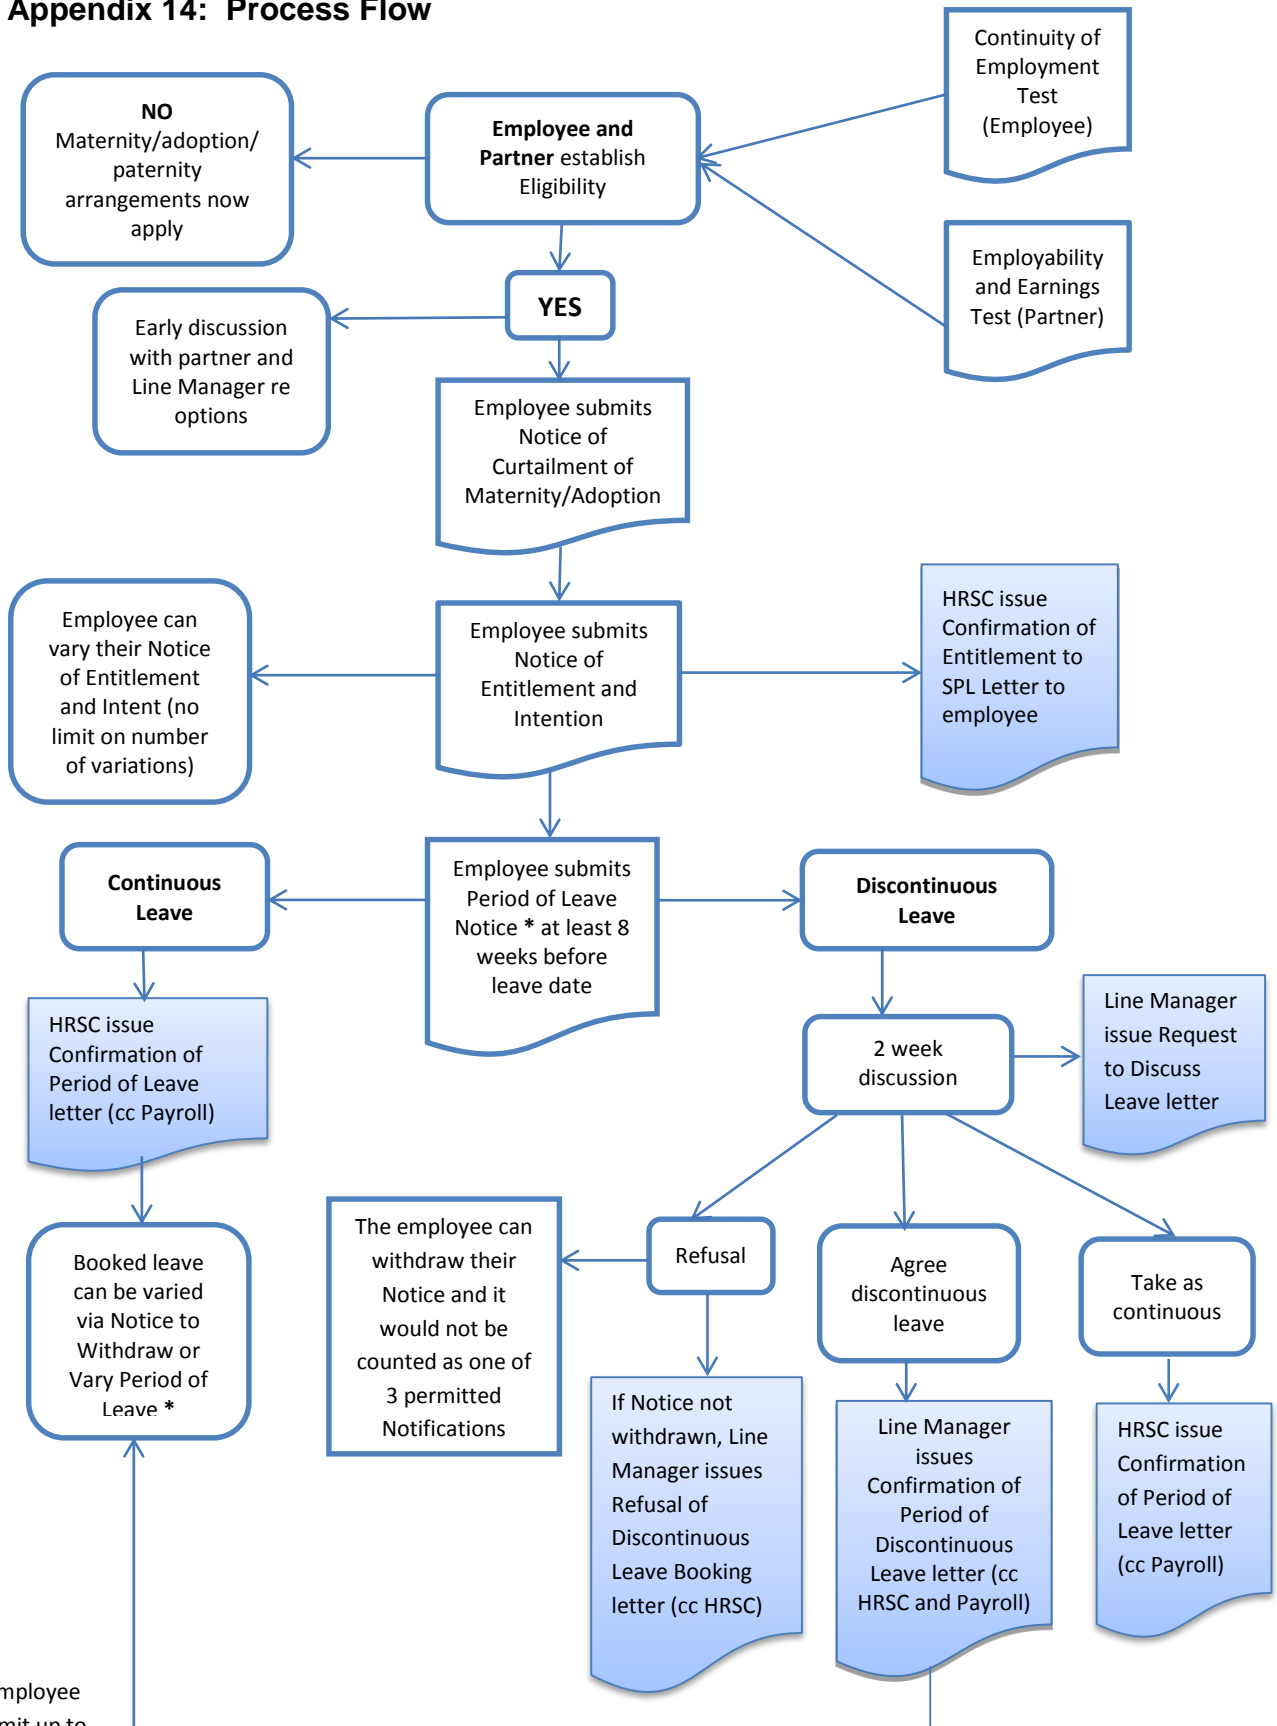 Appendix 14: Process Flow
Continuity of
Employment
Test
(Employee)
NO
Maternity/adoption/
paternity
arrangements now
apply
Employee and
Partner establish
Eligibility
Employability
and Earnings
Test (Partner)
YES
Early discussion
with partner and
Line Manager re
options
Employee submits
Notice of
Curtailment of
Maternity/Adoption
Employee can
vary their Notice
of Entitlement
and Intent (no
limit on number
of variations)
Employee submits
Notice of
Entitlement and
Intention
HRSC issue
Confirmation of
Entitlement to
SPL Letter to
employee
Continuous
Leave
Employee submits
Period of Leave
Notice * at least 8
weeks before
leave date
Discontinuous
Leave
HRSC issue
Confirmation of
Period of Leave
letter (cc Payroll)
2 week
discussion
Line Manager
issue Request
to Discuss
Leave letter
Booked leave
can be varied
via Notice to
Withdraw or
Vary Period of
Leave *
The employee can
withdraw their
Notice and it
would not be
counted as one of
3 permitted
Notifications
Refusal
Agree
discontinuous
leave
Take as
continuous
If Notice not
withdrawn, Line
Manager issues
Refusal of
Discontinuous
Leave Booking
letter (cc HRSC)
Line Manager
issues
Confirmation of
Period of
Discontinuous
Leave letter (cc
HRSC and Payroll)
HRSC issue
Confirmation
of Period of
Leave letter
(cc Payroll)
mployee
mit up to